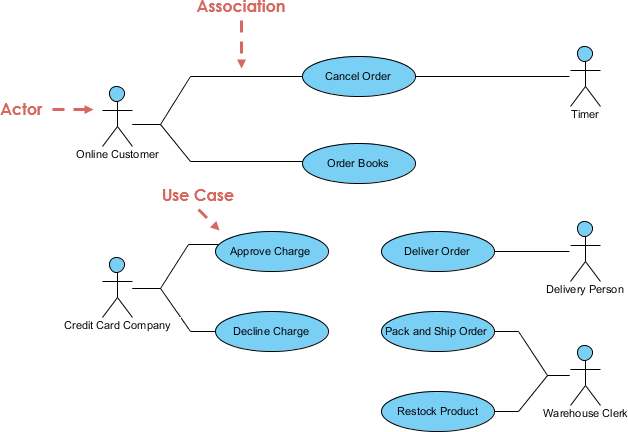 Association
Cancel Order
Actor
Timer
Online Customer
Order Books
Use Case
Approve Charge
Deliver Order
Delivery Person
Credit Card Company
Decline Charge
Pack and Ship Order
Restock Product
Warehouse Clerk